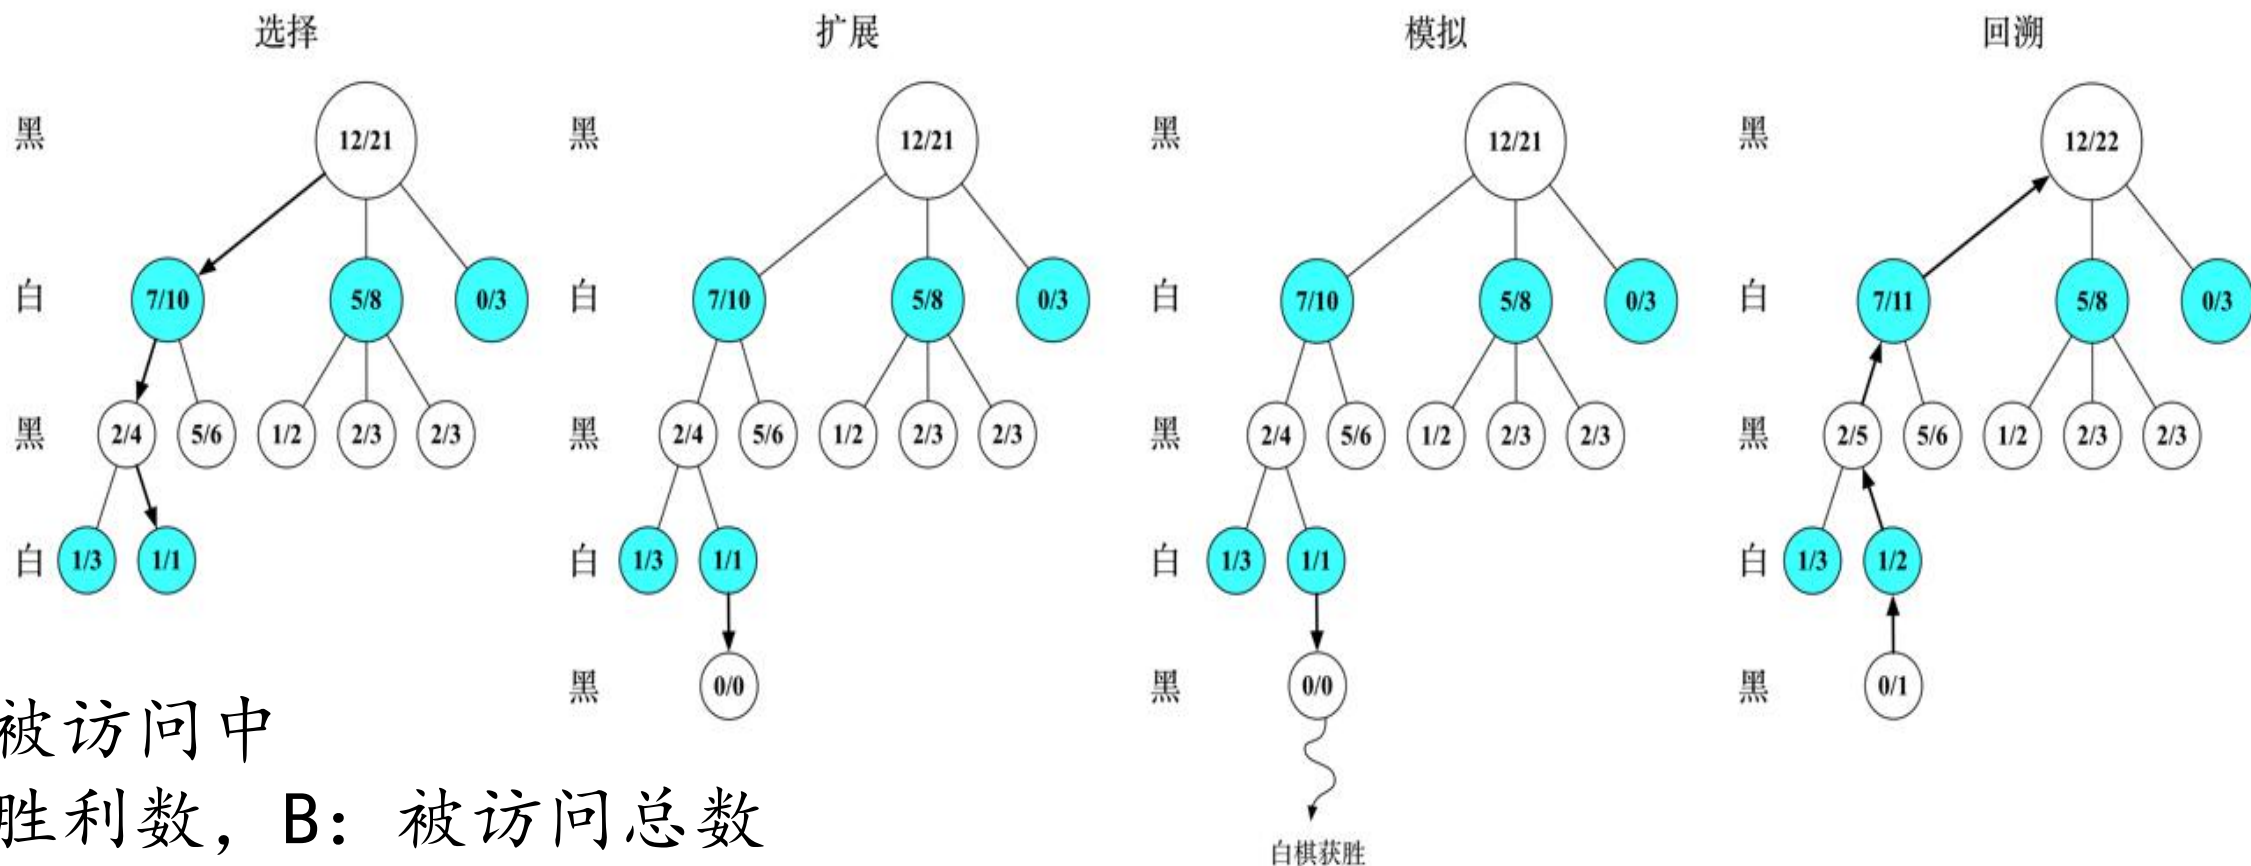 选择 扩展 模拟 回溯
黑 12/21 黑 12/21 黑 12/21 黑 12/22
白 7/10 5/8 0/3 白 7/10 5/8 0/3 白 7/10 5/8 0/3 白 7/11 5/8 0/3
黑 2/4 5/6 1/2 2/3 2/3 黑 2/4 5/6 1/2 2/3 2/3 黑 2/4 5/6 1/2 2/3 2/3 黑 2/5 5/6 1/2 2/3 2/3
白 1/3 1/1 白 1/3 1/1 白 1/3 1/1 白 1/3 1/2
黑 0/0 黑 0/0 黑 0/1
被访问中
胜利数，B：被访问总数
白棋获胜